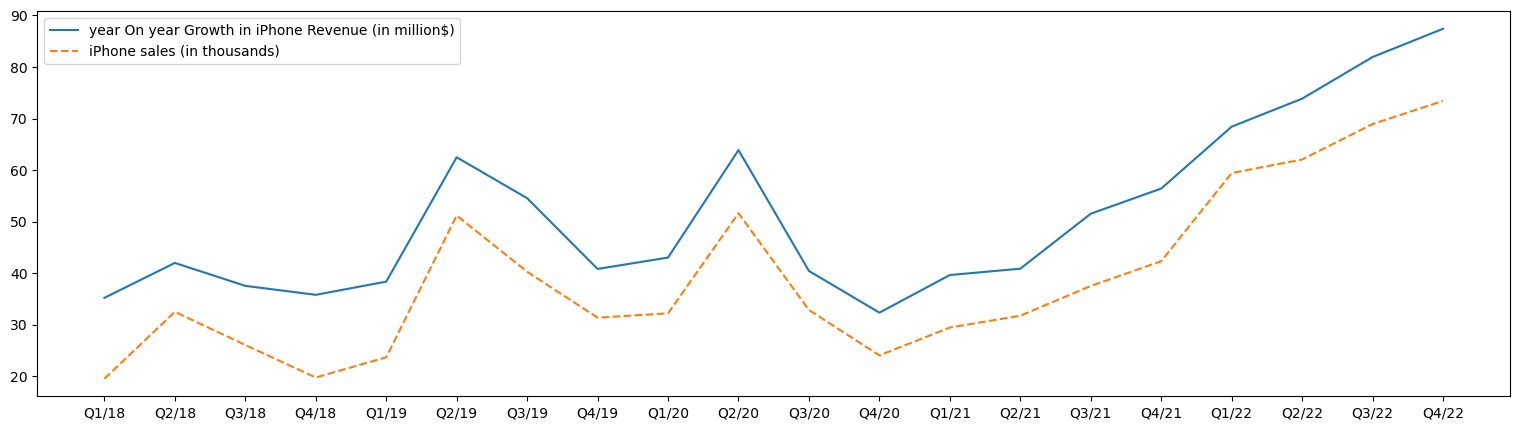 year On year Growth in iPhone Revenue (in million$)
iPhone sales (in thousands)
90
80
70
60
50
40
30
20
Q1/18 Q2/18 Q3/18 Q4/18 Q1/19 Q2/19 Q3/19 Q4/19 Q1/20 Q2/20 Q3/20 Q4/20 Q1/21 Q2/21 Q3/21 Q4/21 Q1/22 Q2/22 Q3/22 Q4/22